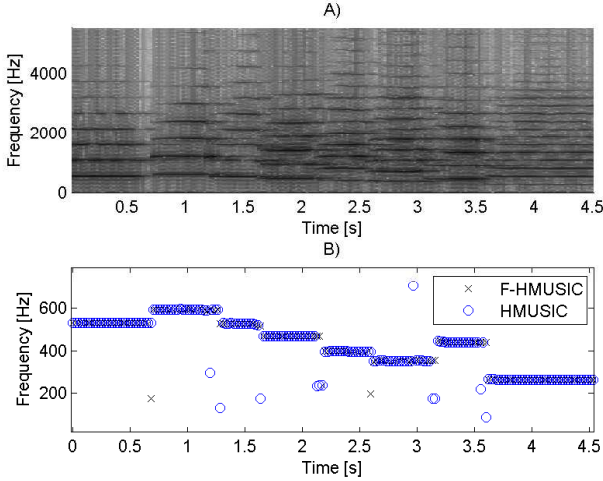 A)
Frequency [Hz]
4000
2000
0
0.5 1 1.5 2 2.5 3 3.5 4 4.5
Time [s]
B)
Frequency [Hz]
600
400
200
F-HMUSIC
HMUSIC
0 0.5 1 1.5 2 2.5 3 3.5 4 4.5
Time [s]